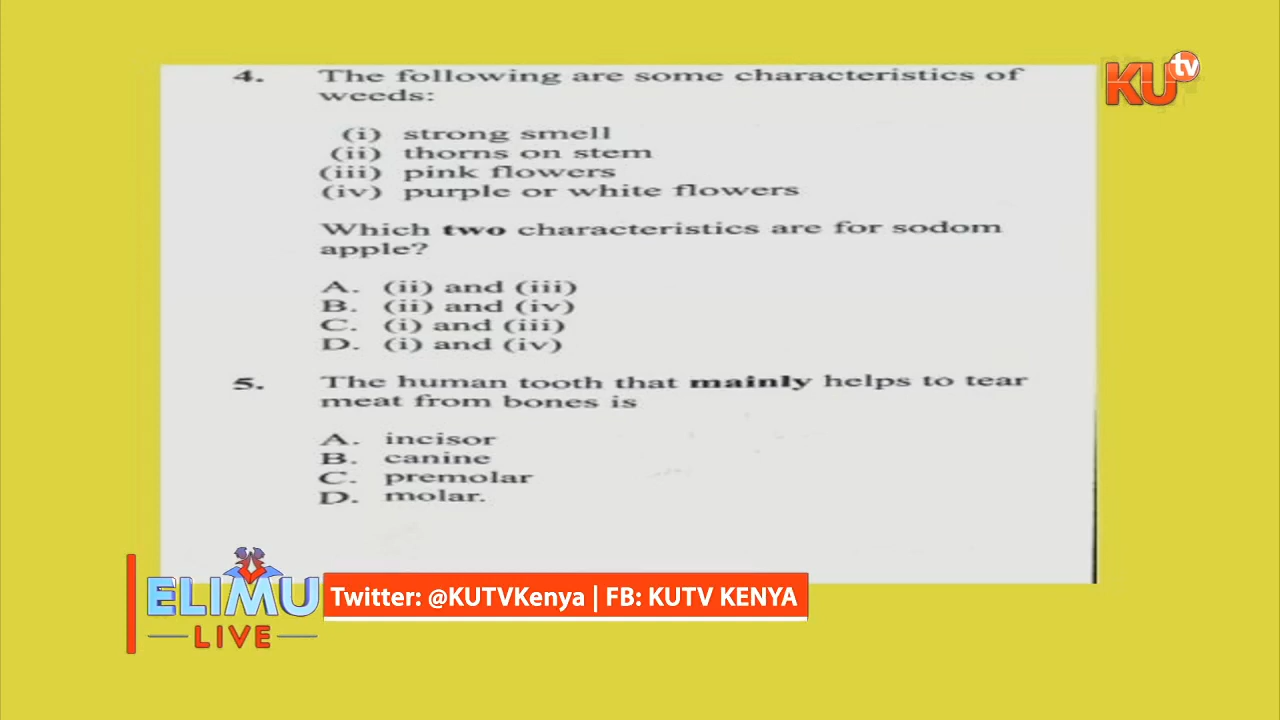 KU tv
4. The following are some characteristics of
weeds:
(i) strong smell
(ii) thorns on stem
(iii) pink flowers
(iv) purple or white flowers
Which two characteristics are for sodom
apple?
A. (ii) and (iii)
B. (ii) and (iv)
C. (i) and (iii)
D. (i) and (iv)
5. The human tooth that mainly helps to tear
meat from bones is
A. incisor
B. canine
C. premolar
D. molar.
ELIMU
LIVE
Twitter: @KUTVKenya | FB: KUTV KENYA